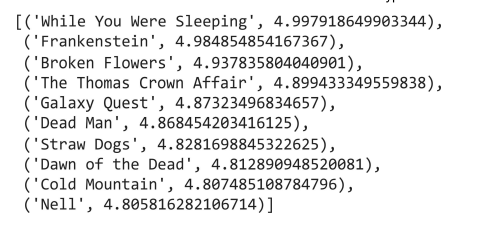 [('While You Were Sleeping', 4.997918649903344),
('Frankenstein', 4.984854854167367),
('Broken Flowers', 4.937835804040901),
('The Thomas Crown Affair', 4.899433349559838),
('Galaxy Quest', 4.87323496834657),
('Dead Man', 4.868454203416125),
('Straw Dogs', 4.8281698845322625),
('Dawn of the Dead', 4.812890948520081),
('Cold Mountain', 4.807485108784796),
('Nell', 4.805816282106714)]